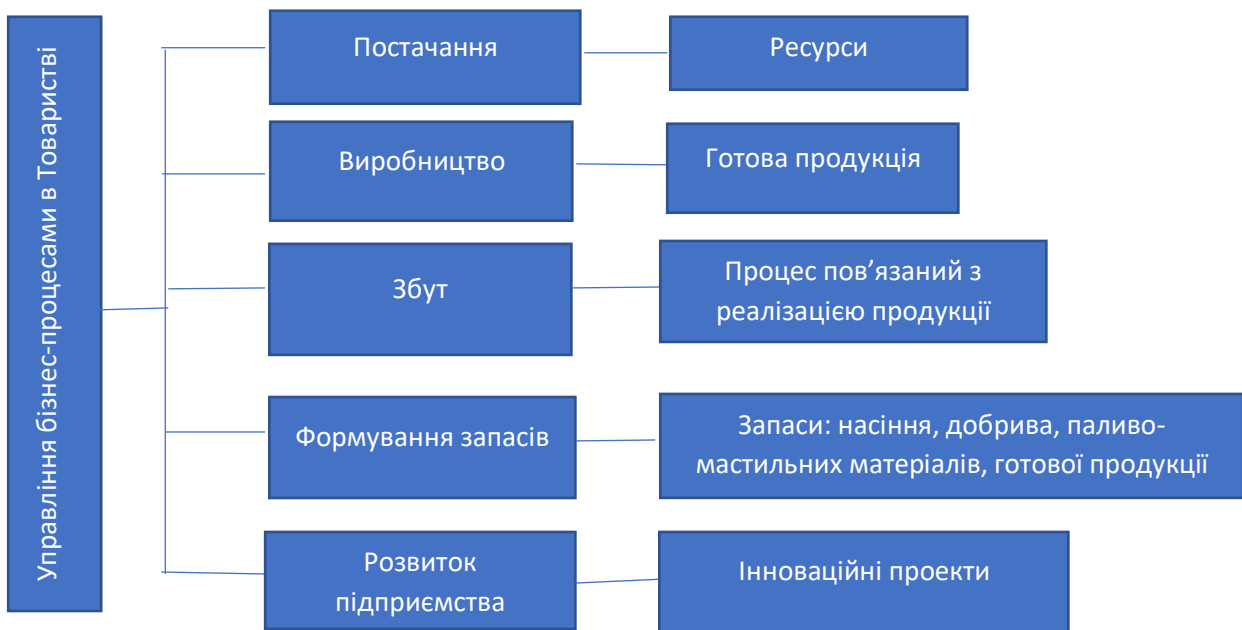 Управління бізнес-процесами в Товаристві
Постачання
Ресурси
Виробництво
Готова продукція
Збут
Процес пов’язаний з
реалізацією продукції
Формування запасів
Запаси: насіння, добрива, паливо-
мастильних матеріалів, готової продукції
Розвиток
підприємства
Інноваційні проекти